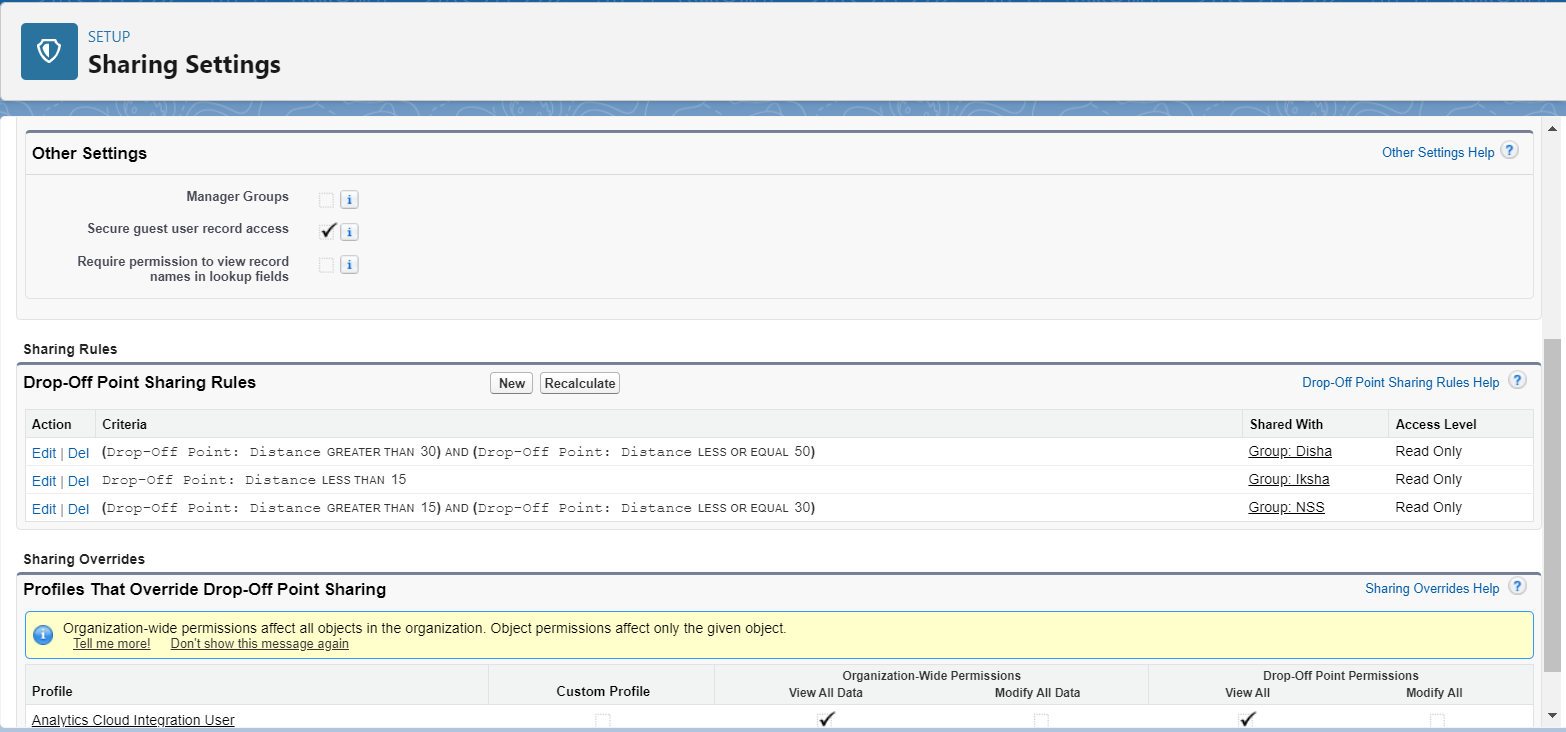 SETUP
Sharing Settings
Other Settings
Other Settings Help ?
Manager Groups
Secure guest user record access
Require permission to view record
names in lookup fields
Sharing Rules
Drop-Off Point Sharing Rules New Recalculate Drop-Off Point Sharing Rules Help ?
Action Criteria Shared With Access Level
Edit | Del (Drop-Off Point: Distance GREATER THAN 30) AND (Drop-Off Point: Distance LESS OR EQUAL 50) Group: Disha Read Only
Edit | Del Drop-Off Point: Distance LESS THAN 15 Group: Iksha Read Only
Edit | Del (Drop-Off Point: Distance GREATER THAN 15) AND (Drop-Off Point: Distance LESS OR EQUAL 30) Group: NSS Read Only
Sharing Overrides
Profiles That Override Drop-Off Point Sharing Sharing Overrides Help ?
Organization-wide permissions affect all objects in the organization. Object permissions affect only the given object.
Tell me more! Don't show this message again
Organization-Wide Permissions Drop-Off Point Permissions
Profile Custom Profile View All Data Modify All Data View All Modify All
Analytics Cloud Integration User